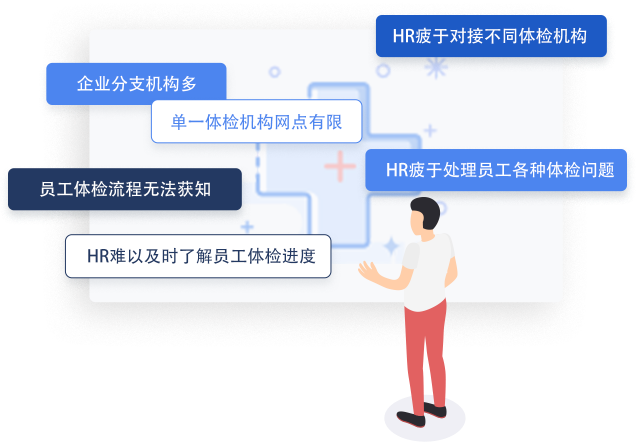 HR疲于对接不同体检机构
企业分支机构多
单一体检机构网点有限
HR疲于处理员工各种体检问题
员工体检流程无法获知
HR难以及时了解员工体检进度